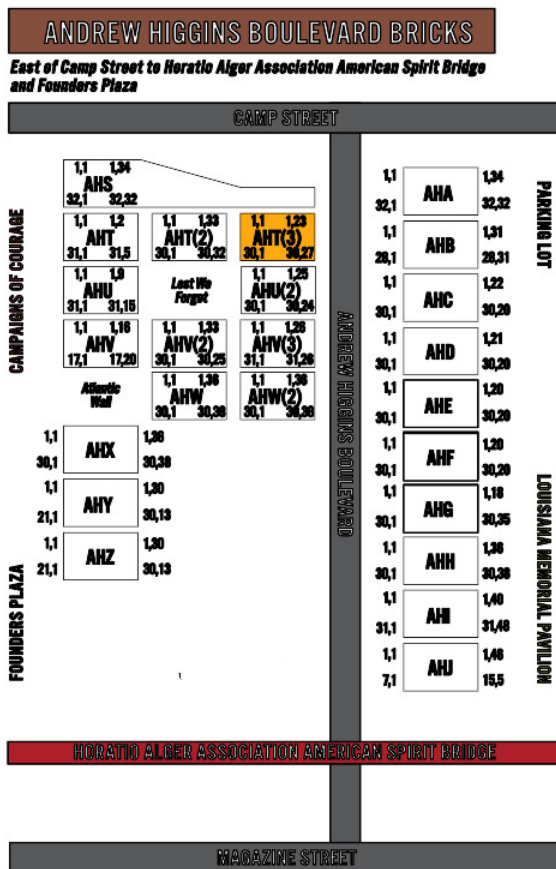 ANDREW HIGGINS BOULEVARD BRICKS
East of Camp Street to Horatio Alger Association American Spirit Bridge
and Founders Plaza
CAMP STREET
1,1 1,34
AHS
32,1 32,32
1,1 1,2
AHT
31,1 31,5
1,1 1,33
AHT(2)
30,1 30,32
1,1 1,23
AHT(3)
30,1 30,27
1,1 1,9
AHU
31,1 31,15
Lest We
Forget
1,1 1,25
AHU(2)
30,1 30,24
1,1 1,16
AHV
17,1 17,20
1,1 1,33
AHV(2)
30,1 30,25
1,1 1,26
AHV(3)
31,1 31,26
Atlantic
Wall
1,1 1,36
AHW
30,1 30,36
1,1 1,36
AHW(2)
30,1 30,36
1,1 1,36
AHX
30,1 30,38
1,1 1,30
AHY
21,1 30,13
1,1 1,30
AHZ
21,1 30,13
CAMPAIGNS OF COURAGE
FOUNDERS PLAZA
ANDREW HIGGINS BOULEVARD
1,1 1,34
AHA
32,1 32,32
1,1 1,31
AHB
28,1 28,31
1,1 1,22
AHC
30,1 30,20
1,1 1,21
AHD
30,1 30,20
1,1 1,20
AHE
30,1 30,20
1,1 1,20
AHF
30,1 30,20
1,1 1,18
AHG
30,1 30,35
1,1 1,36
AHH
30,1 30,36
1,1 1,40
AHI
31,1 31,48
1,1 1,46
AHJ
7,1 15,5
PARKING LOT
LOUISIANA MEMORIAL PAVILION
HORATIO ALGER ASSOCIATION AMERICAN SPIRIT BRIDGE
MAGAZINE STREET